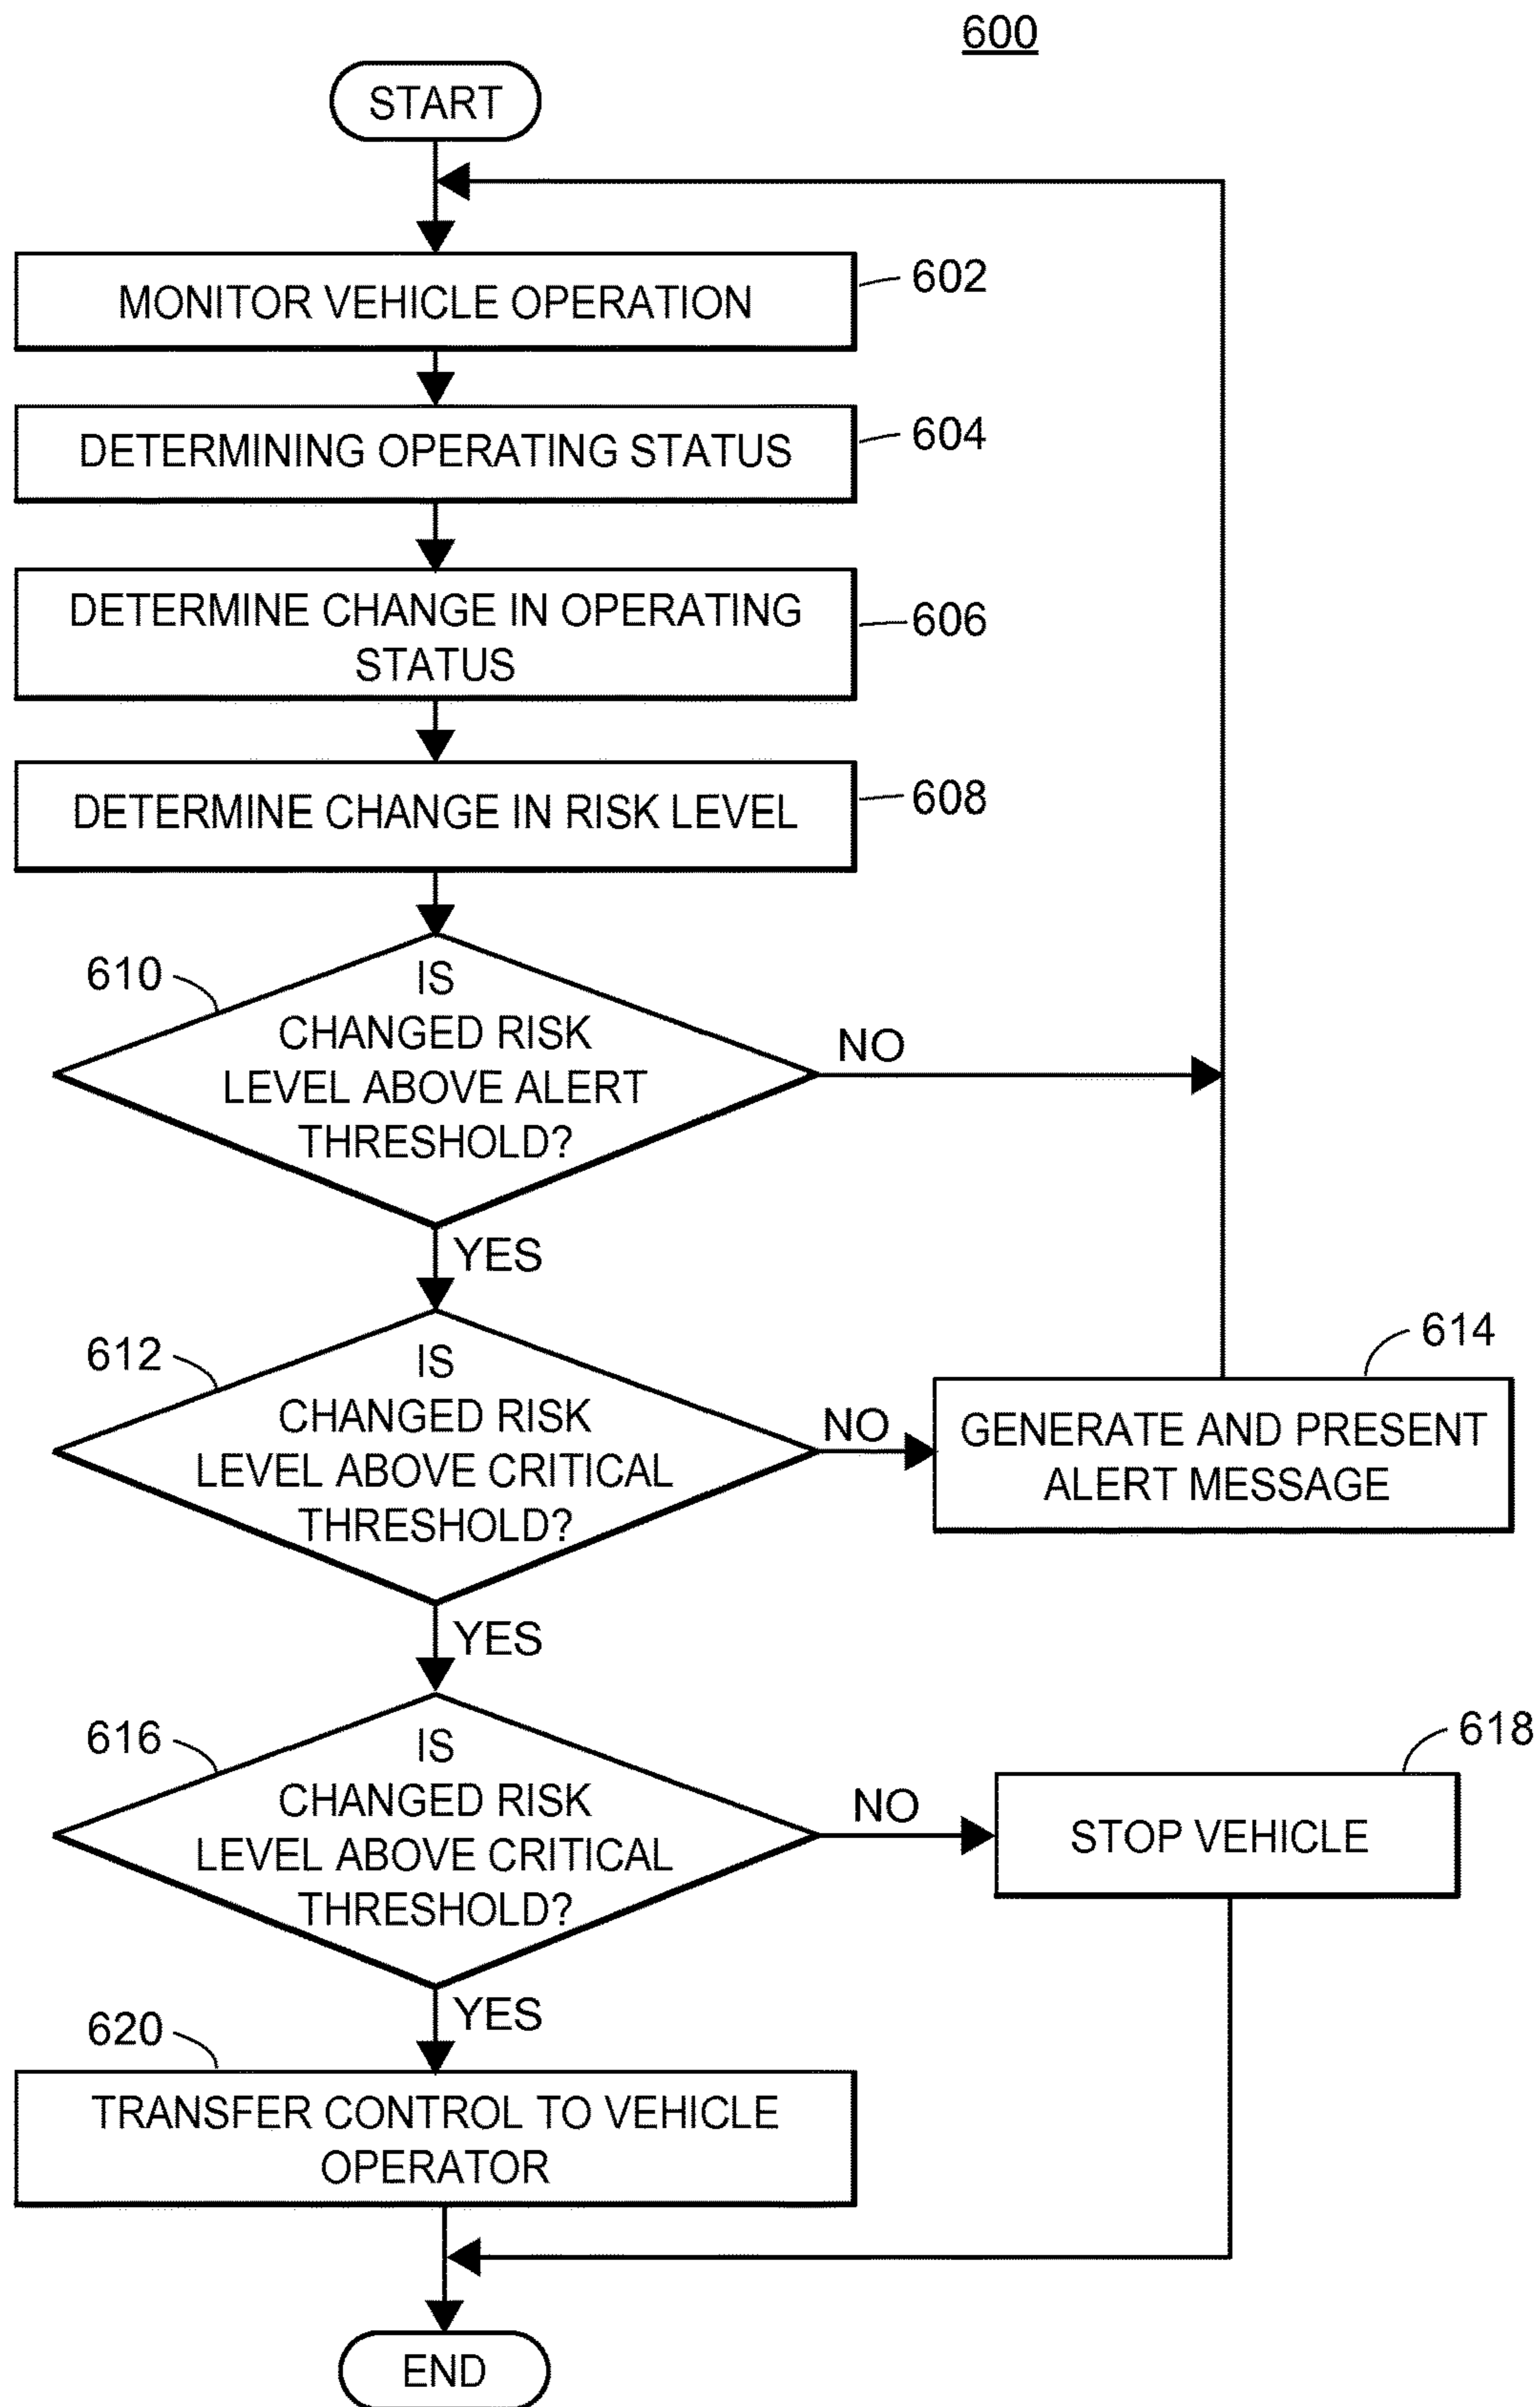 600
START
MONITOR VEHICLE OPERATION
602
DETERMINING OPERATING STATUS
604
DETERMINE CHANGE IN OPERATING
STATUS
606
DETERMINE CHANGE IN RISK LEVEL
608
610
IS
CHANGED RISK
LEVEL ABOVE ALERT
THRESHOLD?
NO
YES
612
IS
CHANGED RISK
LEVEL ABOVE CRITICAL
THRESHOLD?
NO
614
GENERATE AND PRESENT
ALERT MESSAGE
YES
616
IS
CHANGED RISK
LEVEL ABOVE CRITICAL
THRESHOLD?
NO
618
STOP VEHICLE
YES
620
TRANSFER CONTROL TO VEHICLE
OPERATOR
END